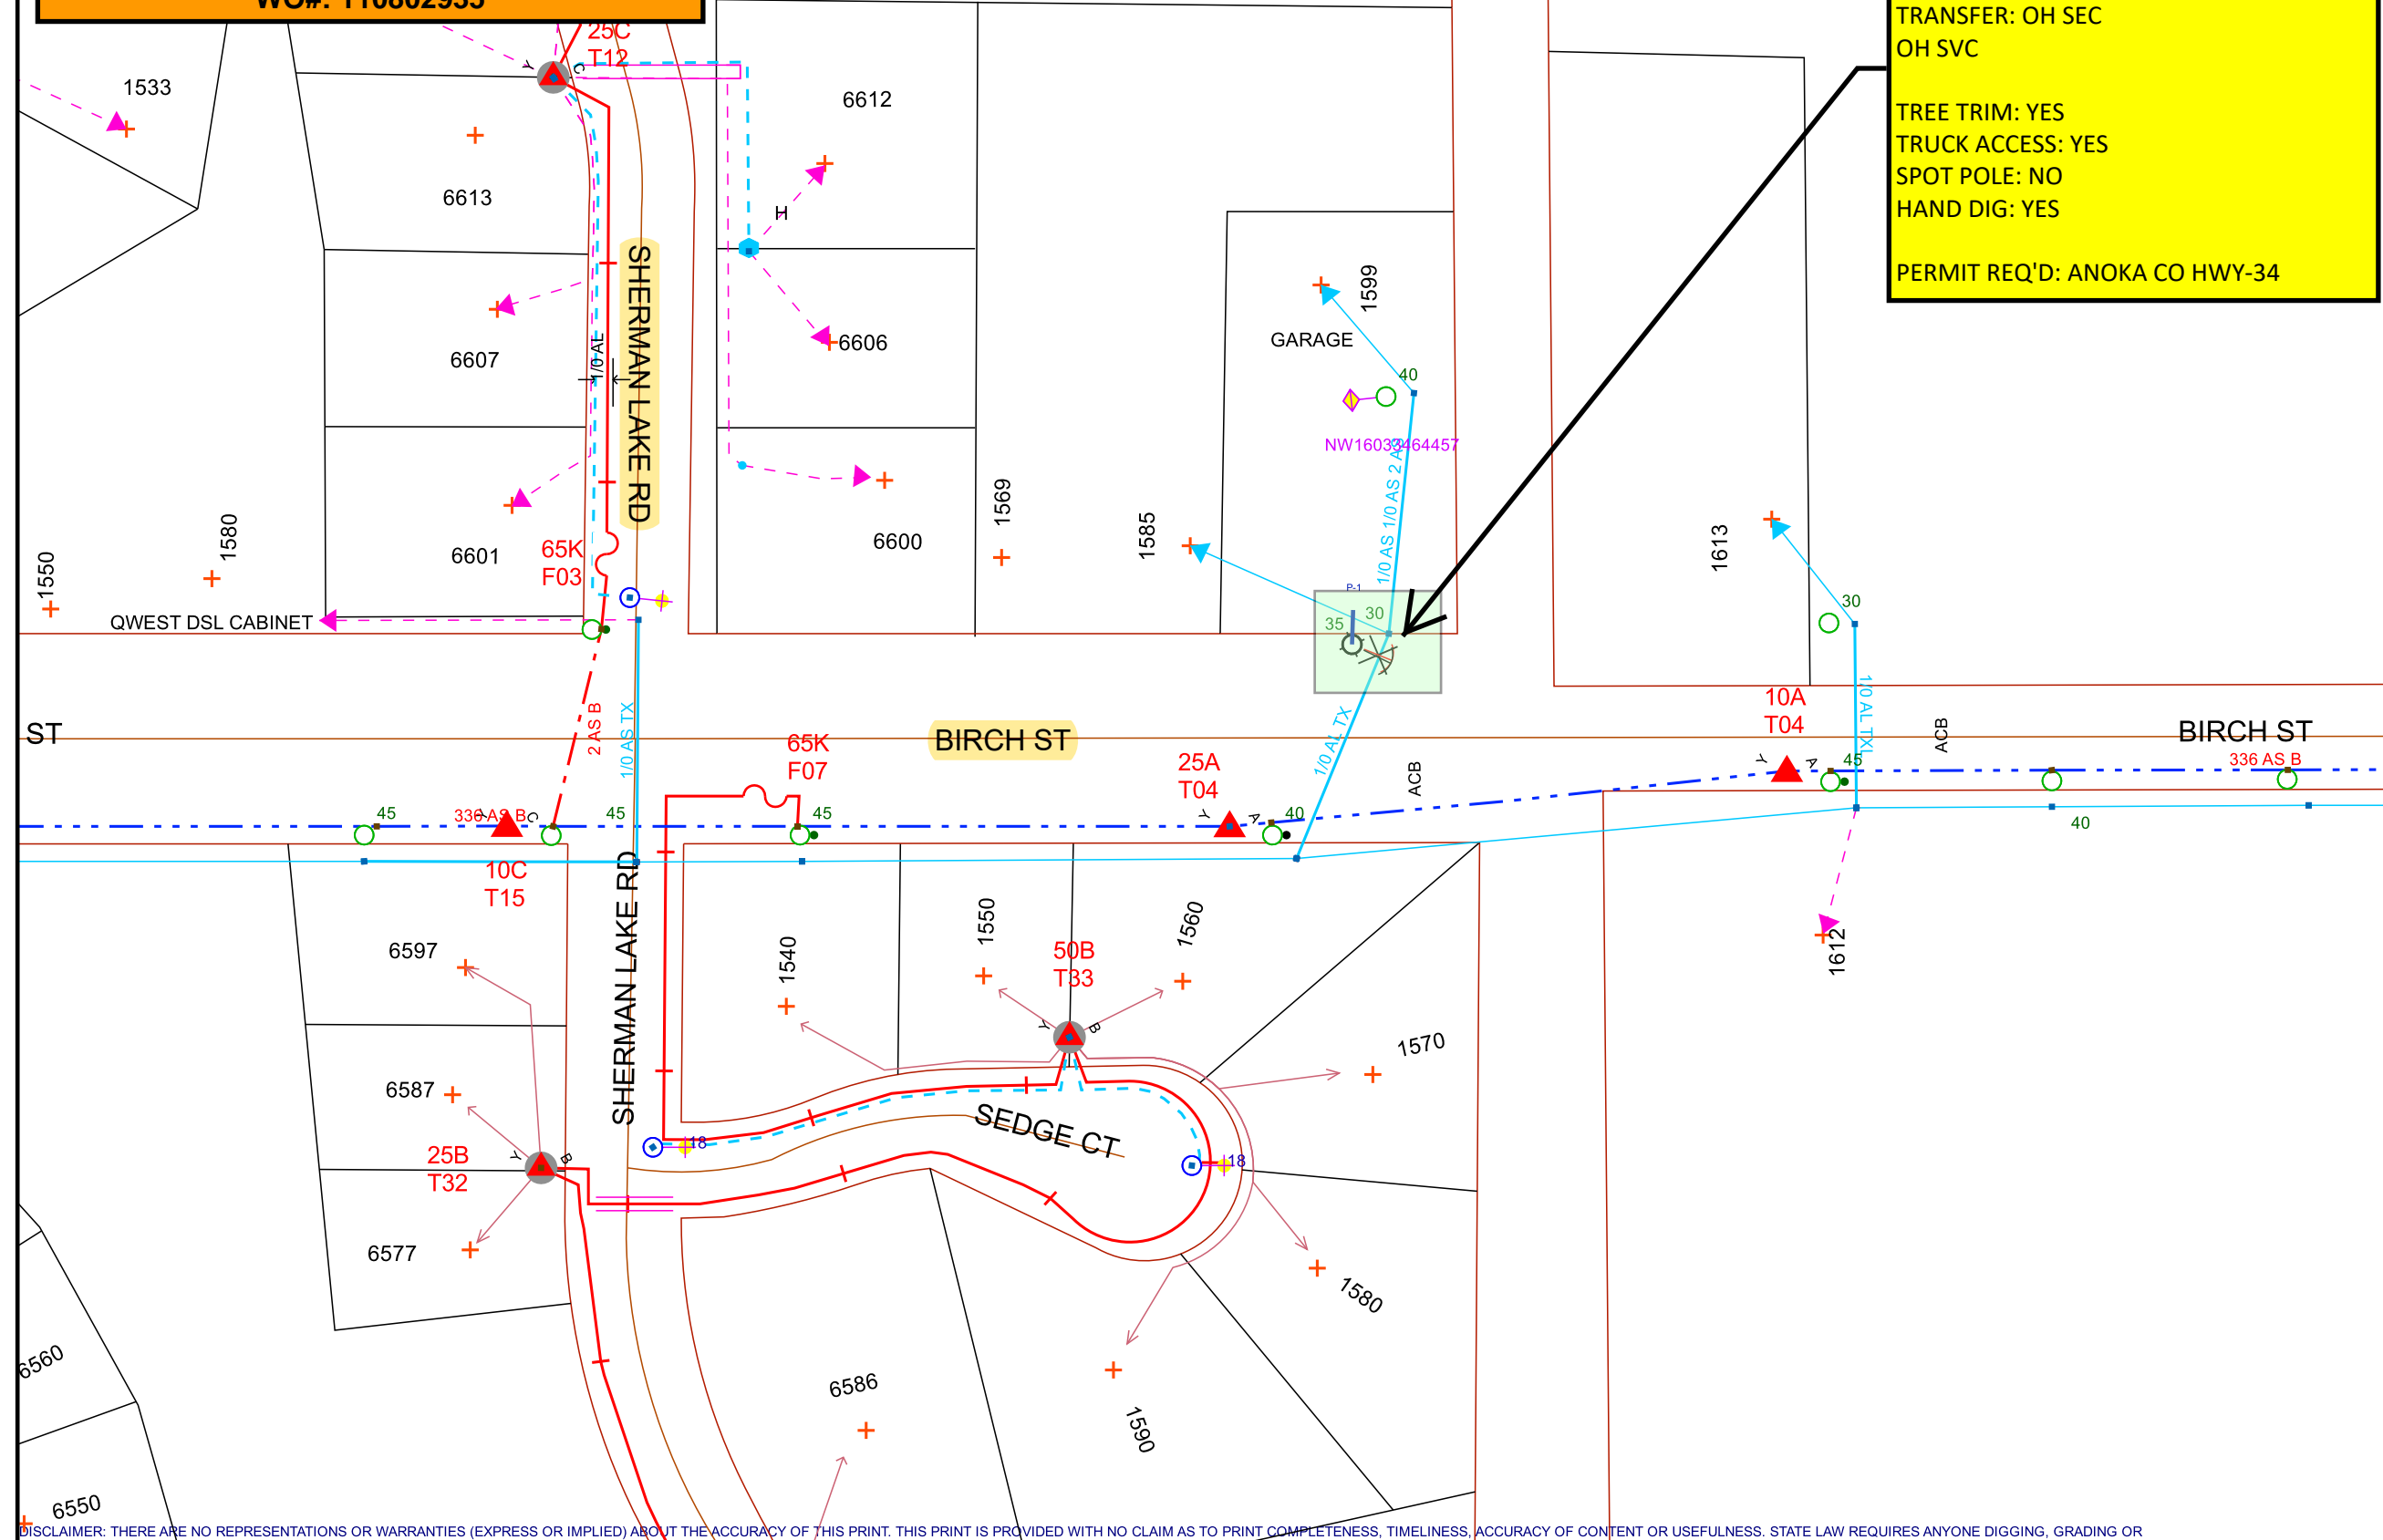 WO#: 110802935
TRANSFER: OH SEC
OH SVC
TREE TRIM: YES
TRUCK ACCESS: YES
SPOT POLE: NO
HAND DIG: YES
PERMIT REQ'D: ANOKA CO HWY-34
25C
T12
Y
C
1533
6612
6613
H
SHERMAN LAKE RD
1599
GARAGE
6606
6607
1/0 AL
40
NW16033464457
1/0 AS 1/0 AS 2 AS
1569
1585
1580
1550
6600
6601
65K
F03
1613
QWEST DSL CABINET
P-1
30
35
30
10A
T04
ST
2 AS B
1/0 AS TX
BIRCH ST
1/0 AL TX
1/0 AL TXL
ACB
BIRCH ST
65K
F07
25A
T04
ACB
Y
A
45
336 AS B
45
336 AS B
Y
C
45
45
Y
A
40
40
10C
T15
SHERMAN LAKE RD
6597
1540
1550
1560
50B
T33
1612
Y
B
1570
6587
SEDGE CT
18
18
25B
T32
Y
B
6577
1580
6560
6586
1590
6550
DISCLAIMER: THERE ARE NO REPRESENTATIONS OR WARRANTIES (EXPRESS OR IMPLIED) ABOUT THE ACCURACY OF THIS PRINT. THIS PRINT IS PROVIDED WITH NO CLAIM AS TO PRINT COMPLETENESS, TIMELINESS, ACCURACY OF CONTENT OR USEFULNESS. STATE LAW REQUIRES ANYONE DIGGING, GRADING OR